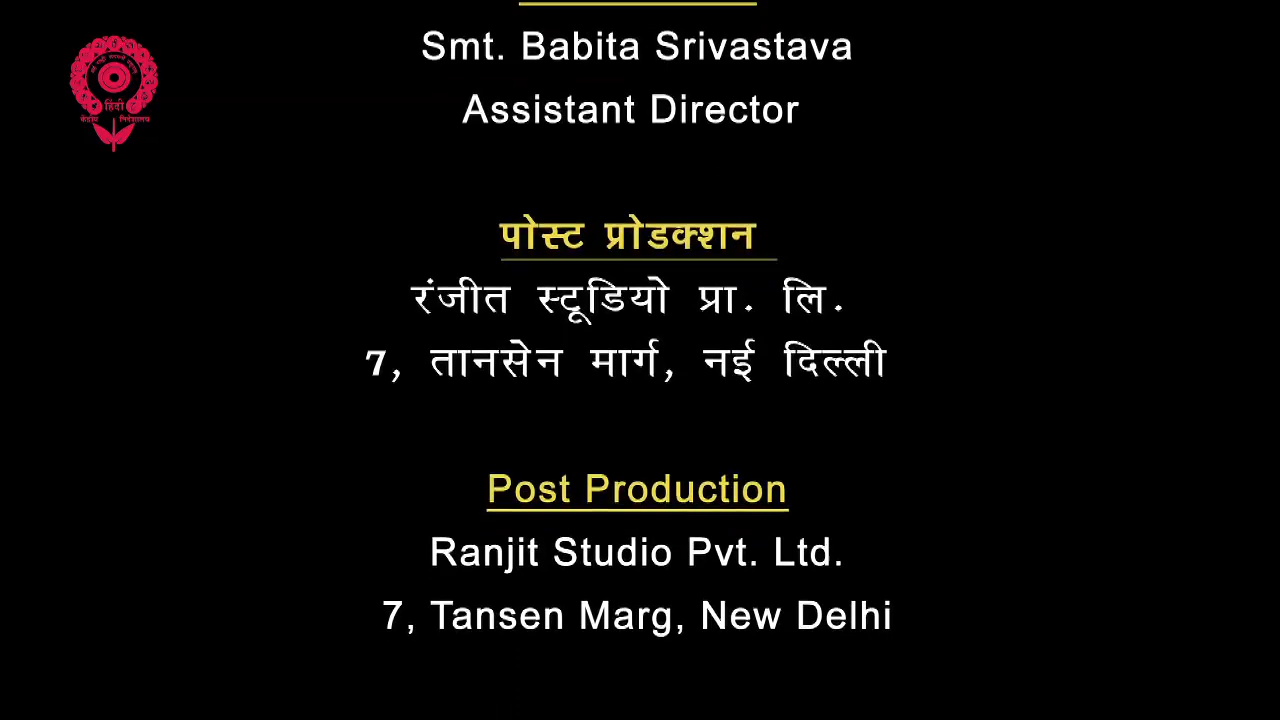 हिंदी
केंद्रीय निदेशालय
Smt. Babita Srivastava
Assistant Director
पोस्ट प्रोडक्शन
रंजीत स्टूडियो प्रा. लि.
7, तानसेन मार्ग, नई दिल्ली
Post Production
Ranjit Studio Pvt. Ltd.
7, Tansen Marg, New Delhi